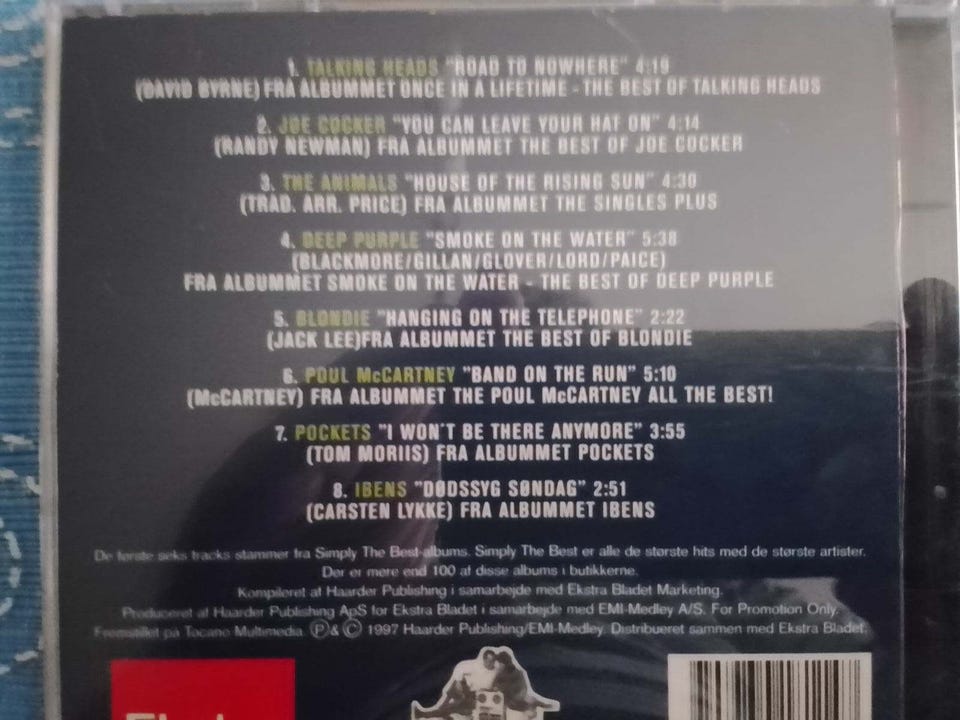 1. TALKING HEADS "ROAD TO NOWHERE" 4:19
(DAVID BYRNE) FRA ALBUMMET ONCE IN A LIFETIME - THE BEST OF TALKING HEADS
2. JOE COCKER "YOU CAN LEAVE YOUR HAT ON" 4:14
(RANDY NEWMAN) FRA ALBUMMET THE BEST OF JOE COCKER
3. THE ANIMALS "HOUSE OF THE RISING SUN" 4:30
(TRAD. ARR. PRICE) FRA ALBUMMET THE SINGLES PLUS
4. DEEP PURPLE "SMOKE ON THE WATER" 5:38
(BLACKMORE/GILLAN/GLOVER/LORD/PAICE)
FRA ALBUMMET SMOKE ON THE WATER - THE BEST OF DEEP PURPLE
5. BLONDIE "HANGING ON THE TELEPHONE" 2:22
(JACK LEE)FRA ALBUMMET THE BEST OF BLONDIE
6. POUL McCARTNEY "BAND ON THE RUN" 5:10
(McCARTNEY) FRA ALBUMMET THE POUL McCARTNEY ALL THE BEST!
7. POCKETS "I WON'T BE THERE ANYMORE" 3:55
(TOM MORIIS) FRA ALBUMMET POCKETS
8. IBENS "DØDSSYG SØNDAG" 2:51
(CARSTEN LYKKE) FRA ALBUMMET IBENS
De første seks tracks stammer fra Simply The Best-albums. Simply The Best er alle de største hits med de største artister.
Der er mere end 100 af disse albums i butikkerne.
Kompileret af Haarder Publishing i samarbejde med Ekstra Bladet Marketing.
Produceret af Haarder Publishing ApS for Ekstra Bladet i samarbejde med EMI-Medley A/S. For Promotion Only.
Fremstillet på Tocano Multimedia. Ⓟ & © 1997 Haarder Publishing/EMI-Medley. Distribueret sammen med Ekstra Bladet.